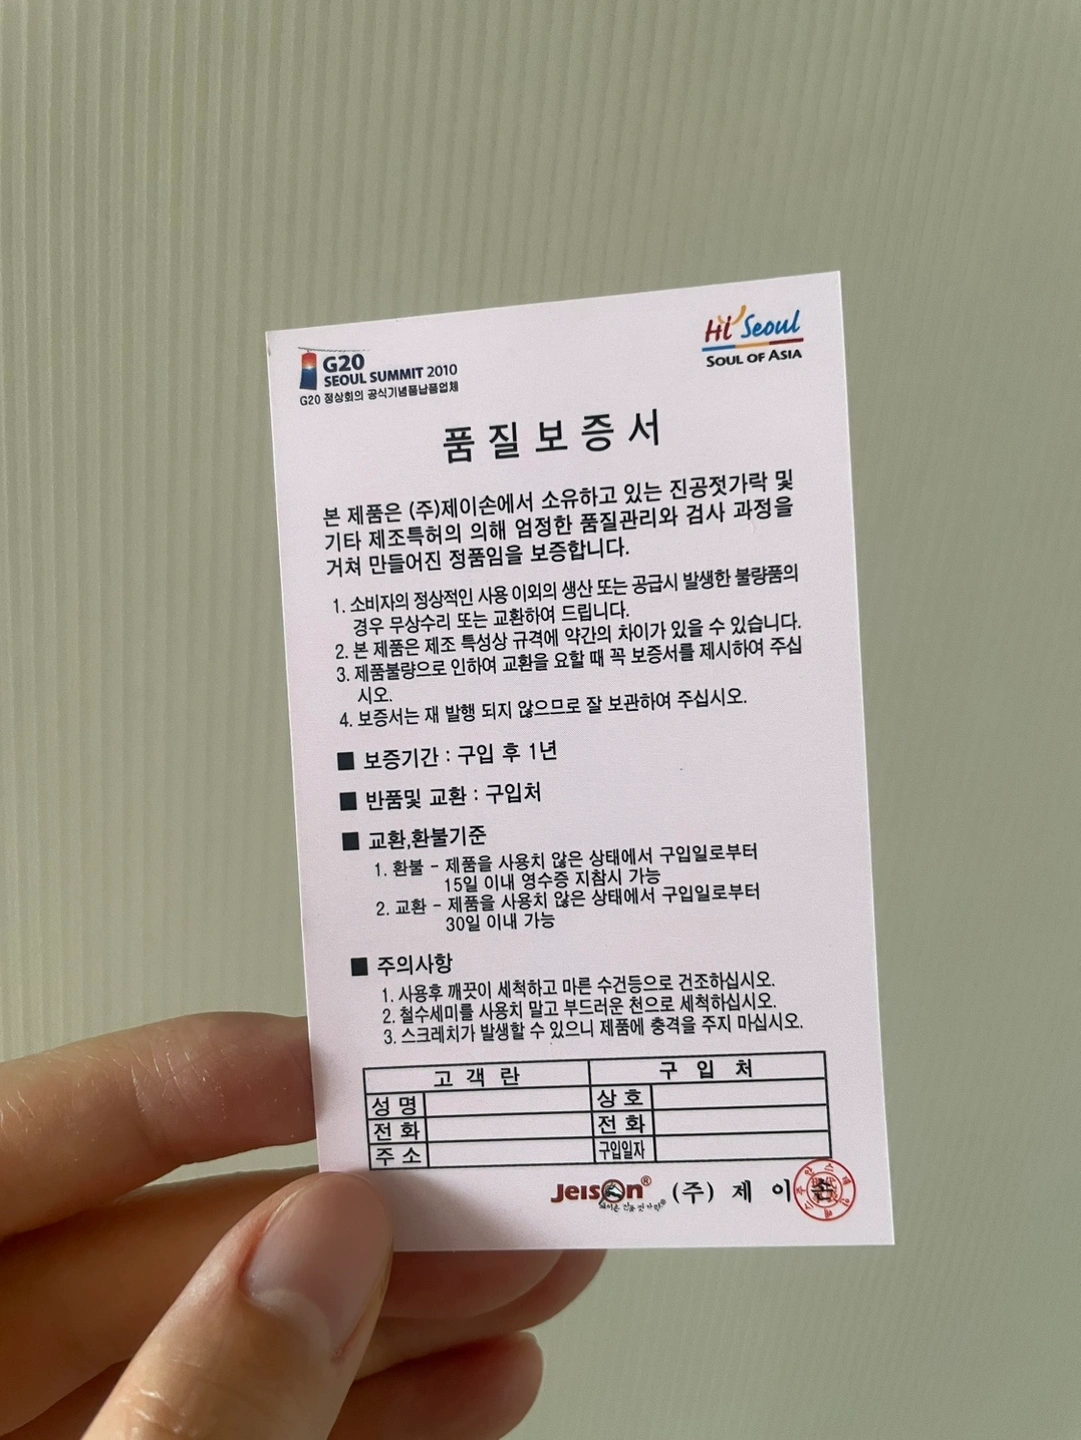 G20
SEOUL SUMMIT 2010
G20 정상회의 공식기념품납품업체
Hi Seoul
SOUL OF ASIA
품질보증서
본 제품은 (주)제이손에서 소유하고 있는 진공젓가락 및
기타 제조특허의 의해 엄정한 품질관리와 검사 과정을
거쳐 만들어진 정품임을 보증합니다.
1. 소비자의 정상적인 사용 이외의 생산 또는 공급시 발생한 불량품의
경우 무상수리 또는 교환하여 드립니다.
2. 본 제품은 제조 특성상 규격에 약간의 차이가 있을 수 있습니다.
3. 제품불량으로 인하여 교환을 요할 때 꼭 보증서를 제시하여 주십
시오.
4. 보증서는 재 발행 되지 않으므로 잘 보관하여 주십시오.
■ 보증기간 : 구입 후 1년
■ 반품및 교환 : 구입처
■ 교환,환불기준
1. 환불 - 제품을 사용치 않은 상태에서 구입일로부터
15일 이내 영수증 지참시 가능
2. 교환 - 제품을 사용치 않은 상태에서 구입일로부터
30일 이내 가능
■ 주의사항
1. 사용후 깨끗이 세척하고 마른 수건등으로 건조하십시오.
2. 철수세미를 사용치 말고 부드러운 천으로 세척하십시오.
3. 스크레치가 발생할 수 있으니 제품에 충격을 주지 마십시오.
고객란 구입처
성명 상호
전화 전화
주소 구입일자
Jeison® (주) 제이손